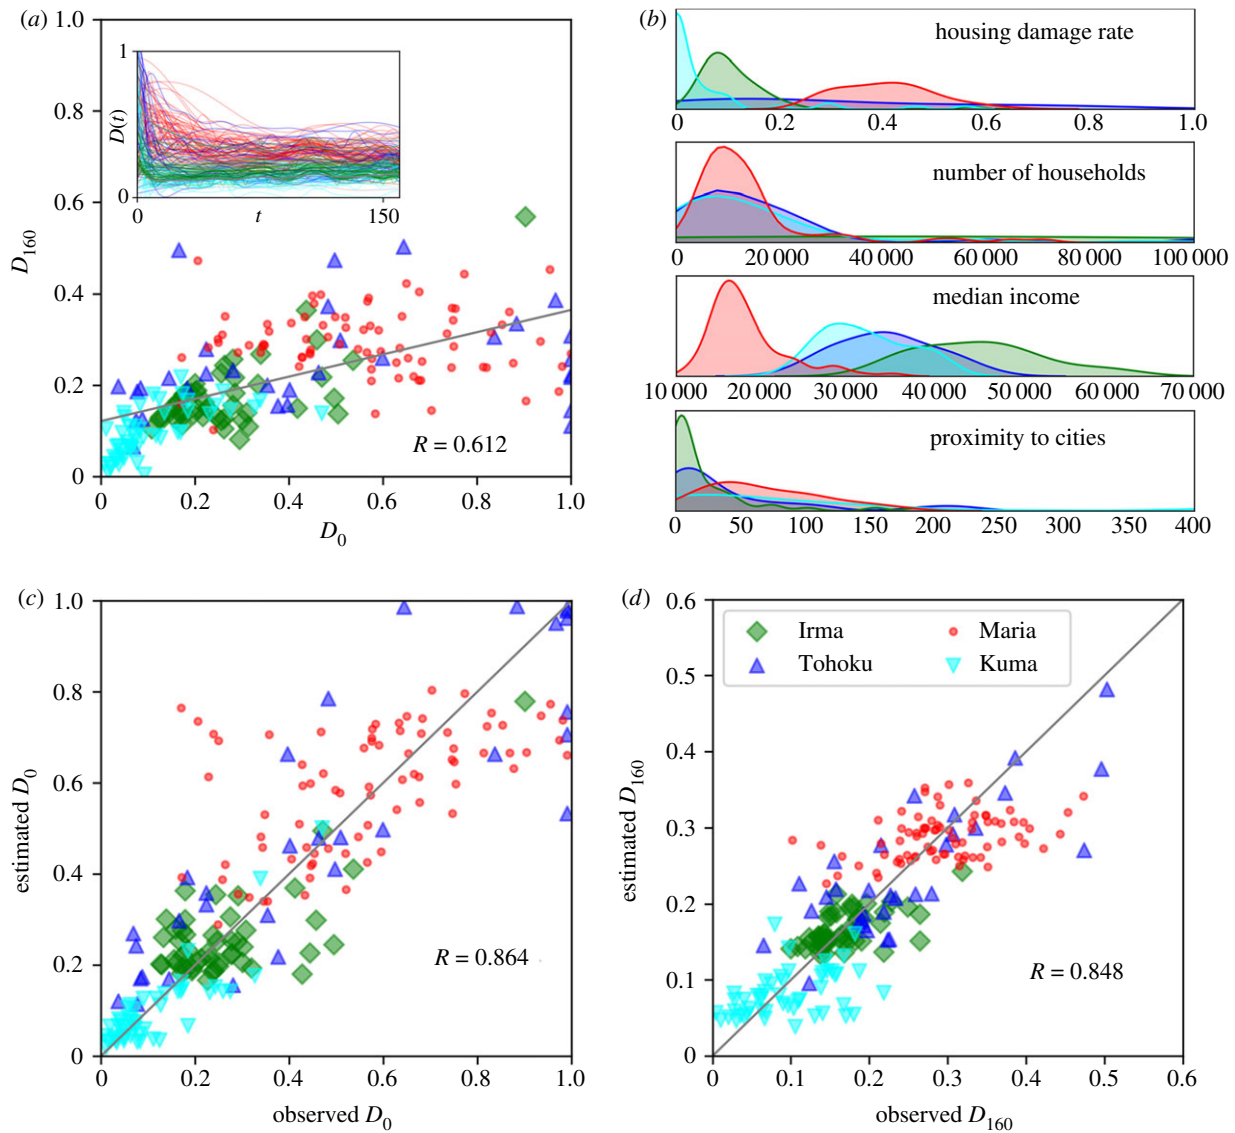 (a)
1.0
0.8
0.6
0.4
0.2
0
D160
0 0.2 0.4 0.6 0.8 1.0
D0
R = 0.612
1
D(t)
0
0 t 150
(b)
housing damage rate
0 0.2 0.4 0.6 0.8 1.0
number of households
0 20 000 40 000 60 000 80 000 100 000
median income
10 000 20 000 30 000 40 000 50 000 60 000 70 000
proximity to cities
0 50 100 150 200 250 300 350 400
(c)
1.0
0.8
0.6
0.4
0.2
0
estimated D0
R = 0.864
0 0.2 0.4 0.6 0.8 1.0
observed D0
(d)
0.6
0.5
0.4
0.3
0.2
0.1
0
estimated D160
Irma Maria
Tohoku Kuma
R = 0.848
0 0.1 0.2 0.3 0.4 0.5 0.6
observed D160